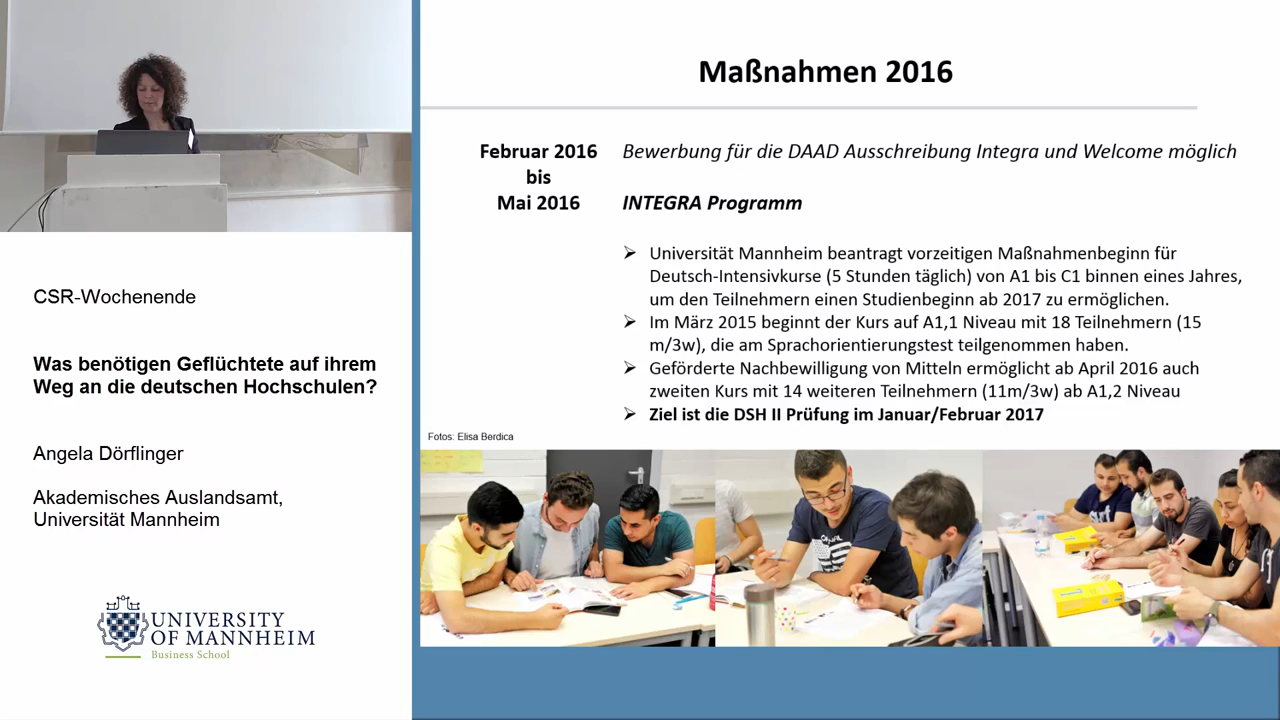 Maßnahmen 2016
Februar 2016
bis
Mai 2016
Bewerbung für die DAAD Ausschreibung Integra und Welcome möglich
INTEGRA Programm
Universität Mannheim beantragt vorzeitigen Maßnahmenbeginn für
Deutsch-Intensivkurse (5 Stunden täglich) von A1 bis C1 binnen eines Jahres,
um den Teilnehmern einen Studienbeginn ab 2017 zu ermöglichen.
Im März 2015 beginnt der Kurs auf A1,1 Niveau mit 18 Teilnehmern (15
m/3w), die am Sprachorientierungstest teilgenommen haben.
Geförderte Nachbewilligung von Mitteln ermöglicht ab April 2016 auch
zweiten Kurs mit 14 weiteren Teilnehmern (11m/3w) ab A1,2 Niveau
Ziel ist die DSH II Prüfung im Januar/Februar 2017
Fotos: Elisa Berdica
CSR-Wochenende
Was benötigen Geflüchtete auf ihrem
Weg an die deutschen Hochschulen?
Angela Dörflinger
Akademisches Auslandsamt,
Universität Mannheim
UNIVERSITY
OF MANNHEIM
Business School